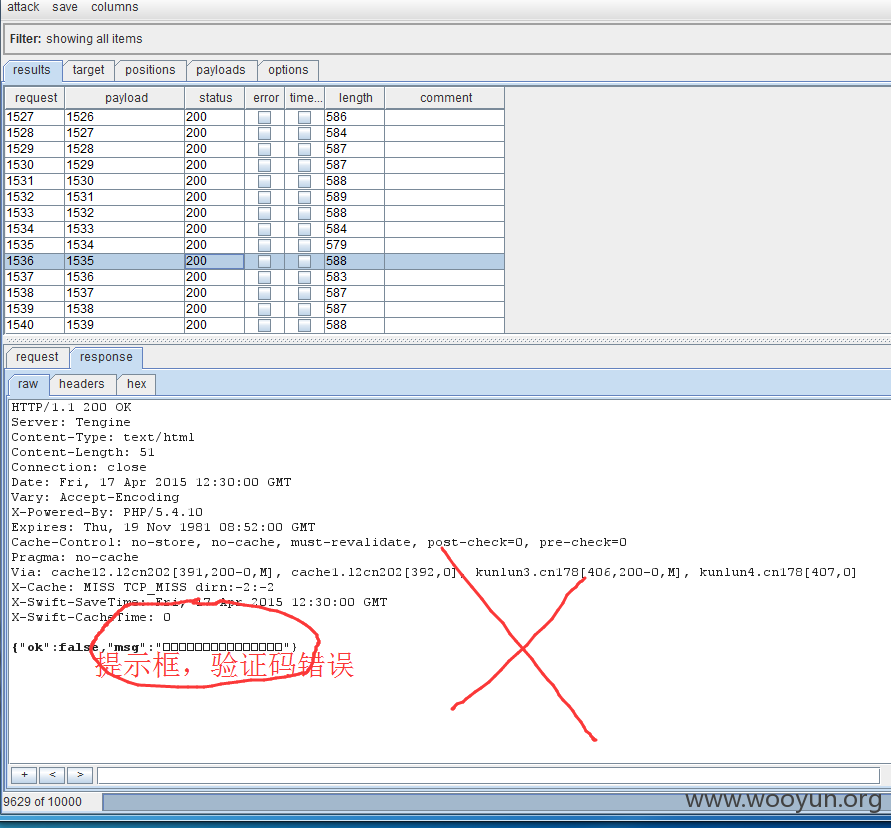 attack save columns
Filter: showing all items
results target positions payloads options
request payload status error time... length comment
1527 1526 200 586
1528 1527 200 584
1529 1528 200 587
1530 1529 200 587
1531 1530 200 588
1532 1531 200 589
1533 1532 200 588
1534 1533 200 584
1535 1534 200 579
1536 1535 200 588
1537 1536 200 583
1538 1537 200 587
1539 1538 200 587
1540 1539 200 588
request response
raw headers hex
HTTP/1.1 200 OK
Server: Tengine
Content-Type: text/html
Content-Length: 51
Connection: close
Date: Fri, 17 Apr 2015 12:30:00 GMT
Vary: Accept-Encoding
X-Powered-By: PHP/5.4.10
Expires: Thu, 19 Nov 1981 08:52:00 GMT
Cache-Control: no-store, no-cache, must-revalidate, post-check=0, pre-check=0
Pragma: no-cache
Via: cache12.l2cn202[391,200-0,M], cache1.l2cn202[392,0], kunlun3.cn178[406,200-0,M], kunlun4.cn178[407,0]
X-Cache: MISS TCP_MISS dirn:-2:-2
X-Swift-SaveTime: Fri, 17 Apr 2015 12:30:00 GMT
X-Swift-CacheTime: 0
{"ok":false,"msg":"□□□□□□□□□□□□□□□"}
提示框，验证码错误
+ < >
9629 of 10000
www.wooyun.org